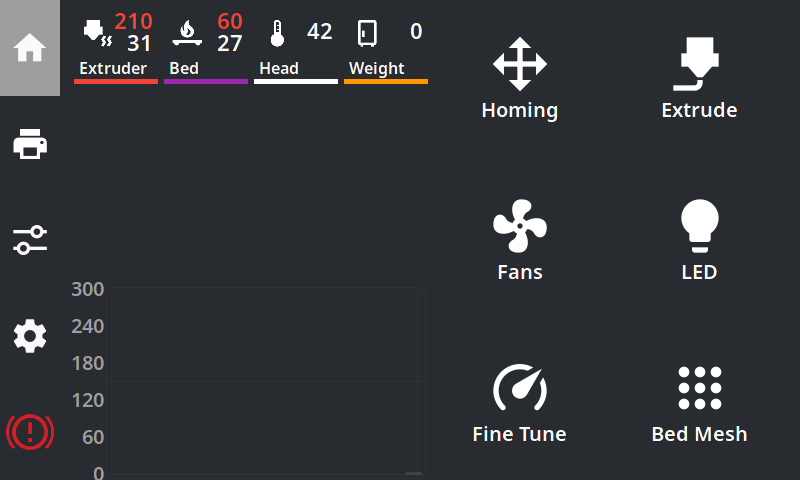 210 60
31 27 42 0
Extruder Bed Head Weight
Homing Extrude
Fans LED
Fine Tune Bed Mesh
300
240
180
120
60
0